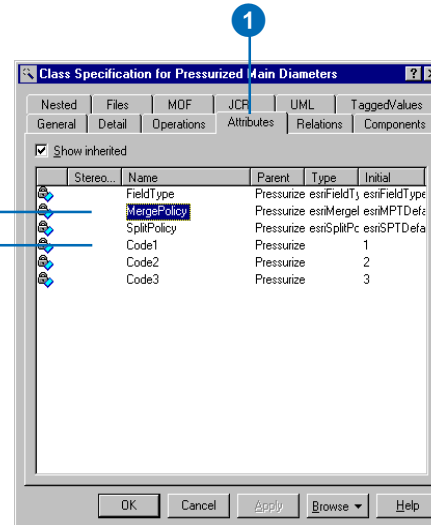 1
Class Specification for Pressurized Main Diameters
Nested Files MOF JCR UML TaggedValues
General Detail Operations Attributes Relations Components
Show inherited
Stereo... Name Parent Type Initial
FieldType Pressurize esriFieldTy esriFieldType
MergePolicy Pressurize esriMergeI esriMPTDefa
SplitPolicy Pressurize esriSplitPc esriSPTDefa
Code1 Pressurize 1
Code2 Pressurize 2
Code3 Pressurize 3
OK Cancel Apply Browse Help